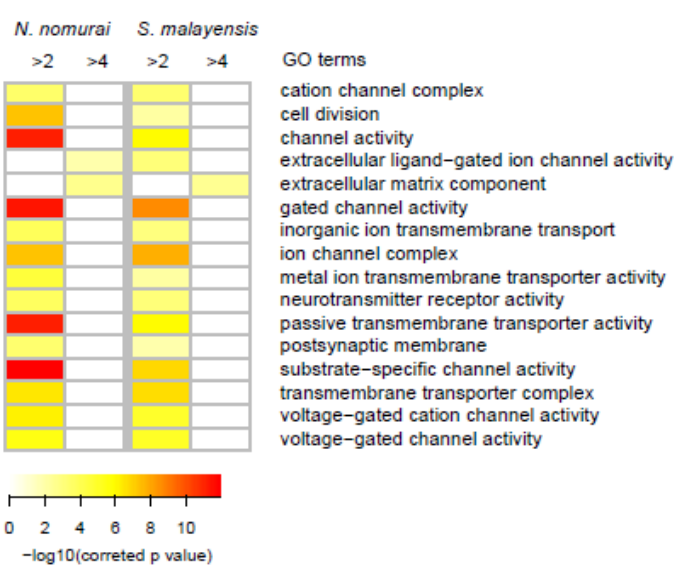 N. nomurai S. malayensis
>2 >4 >2 >4 GO terms
cation channel complex
cell division
channel activity
extracellular ligand−gated ion channel activity
extracellular matrix component
gated channel activity
inorganic ion transmembrane transport
ion channel complex
metal ion transmembrane transporter activity
neurotransmitter receptor activity
passive transmembrane transporter activity
postsynaptic membrane
substrate−specific channel activity
transmembrane transporter complex
voltage−gated cation channel activity
voltage−gated channel activity
0 2 4 6 8 10
−log10(correted p value)